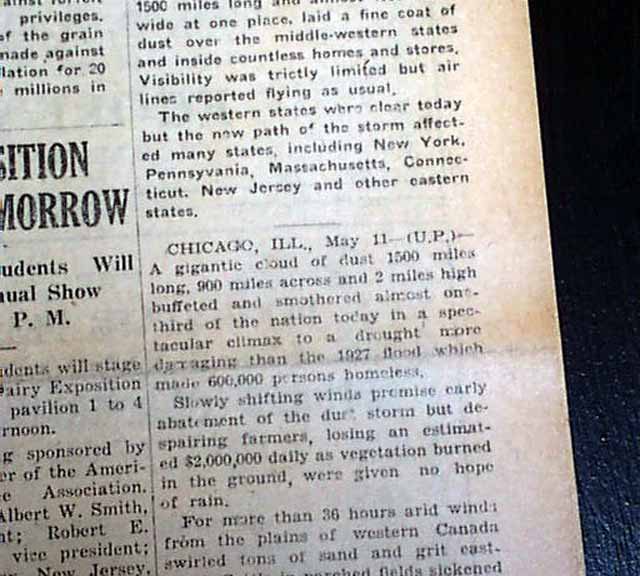 privileges.
of the grain
made against
lation for 20
millions in
SITION
MORROW
udents Will
nual Show
P. M.
udents will stage
Dairy Exposition
pavilion 1 to 4
rnoon.
g sponsored by
er of the Ameri-
e Association.
Albert W. Smith,
nt; Robert E.
vice president;
New Jersey,
1500 miles long and almost
wide at one place, laid a fine coat of
dust over the middle-western states
and inside countless homes and stores.
Visibility was trictly limited but air
lines reported flying as usual.
The western states were clear today
but the new path of the storm affect-
ed many states, including New York,
Pennsyvania, Massachusetts, Connec-
ticut, New Jersey and other eastern
states.
CHICAGO, ILL., May 11—(U.P.)—
A gigantic cloud of dust 1500 miles
long, 900 miles across and 2 miles high
buffeted and smothered almost one-
third of the nation today in a spec-
tacular climax to a drought more
damaging than the 1927 flood which
made 600,000 persons homeless.
Slowly shifting winds promise early
abatement of the dust storm but de-
spairing farmers, losing an estimat-
ed $2,000,000 daily as vegetation burned
in the ground, were given no hope
of rain.
For more than 36 hours arid winds
from the plains of western Canada
swirled tons of sand and grit east-
in parched fields sickened